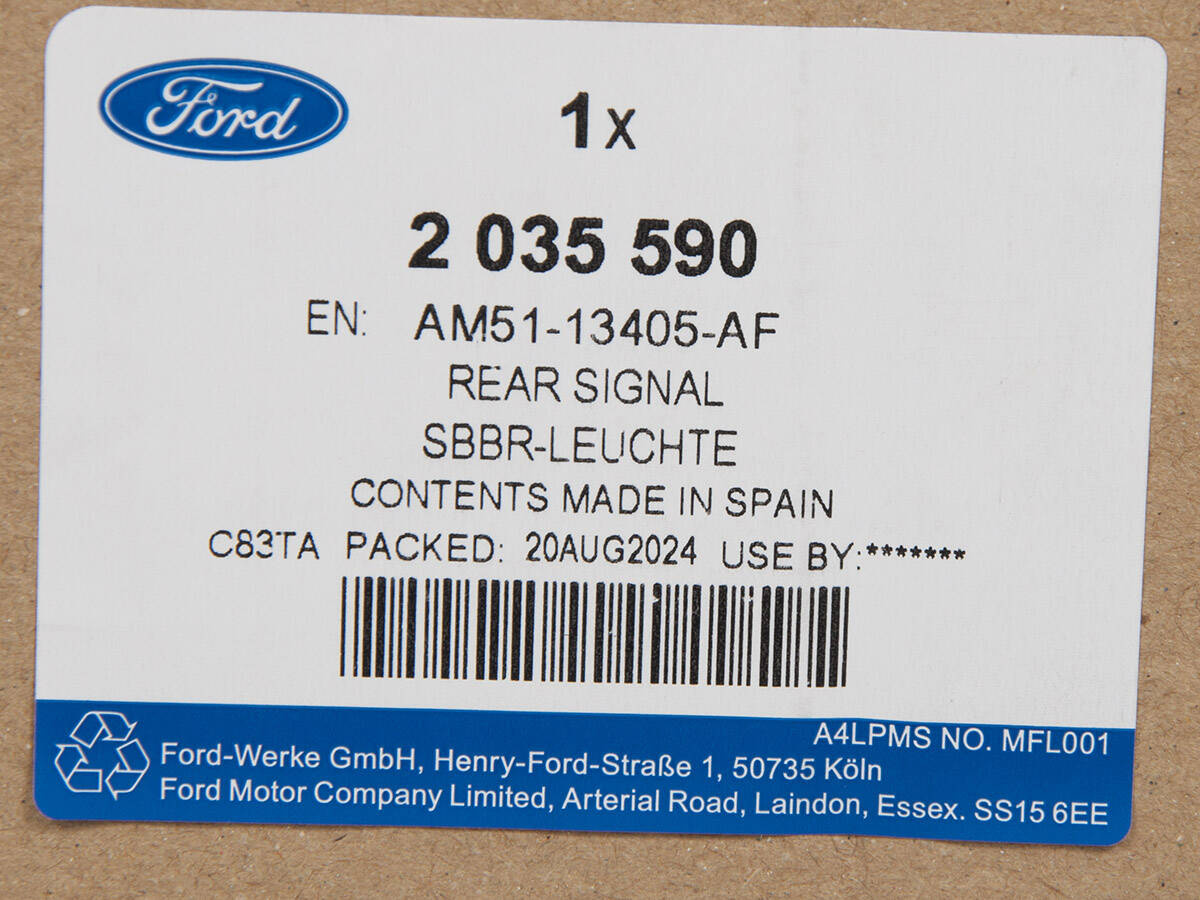 Ford
1x
2 035 590
EN: AM51-13405-AF
REAR SIGNAL
SBBR-LEUCHTE
CONTENTS MADE IN SPAIN
C83TA PACKED: 20AUG2024 USE BY:*******
A4LPMS NO. MFL001
Ford-Werke GmbH, Henry-Ford-Straße 1, 50735 Köln
Ford Motor Company Limited, Arterial Road, Laindon, Essex. SS15 6EE